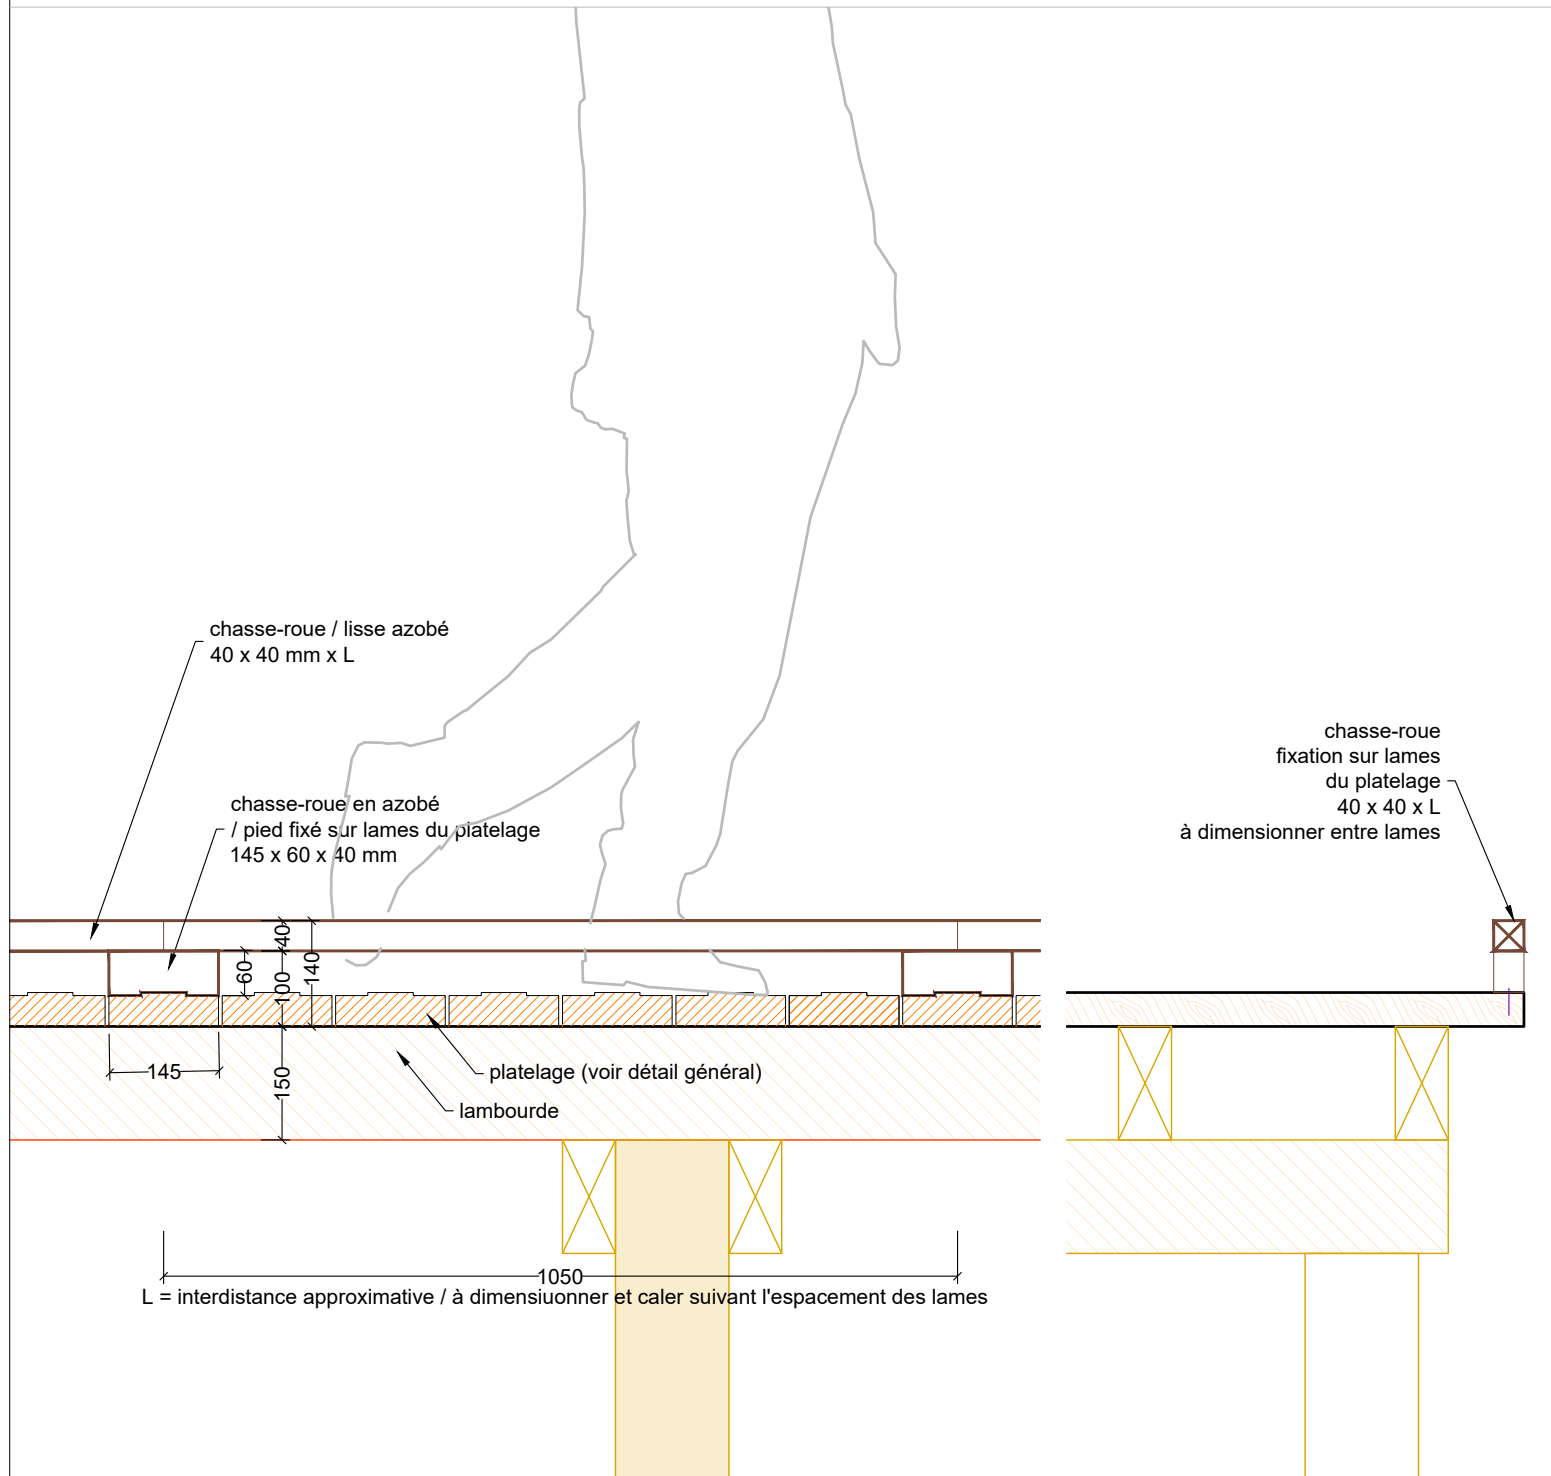 chasse-roue / lisse azobé
40 x 40 mm x L
chasse-roue
fixation sur lames
du platelage
40 x 40 x L
à dimensionner entre lames
chasse-roue en azobé
/ pied fixé sur lames du platelage
145 x 60 x 40 mm
40
60
100
140
145
150
platelage (voir détail général)
lambourde
1050
L = interdistance approximative / à dimensiuonner et caler suivant l'espacement des lames